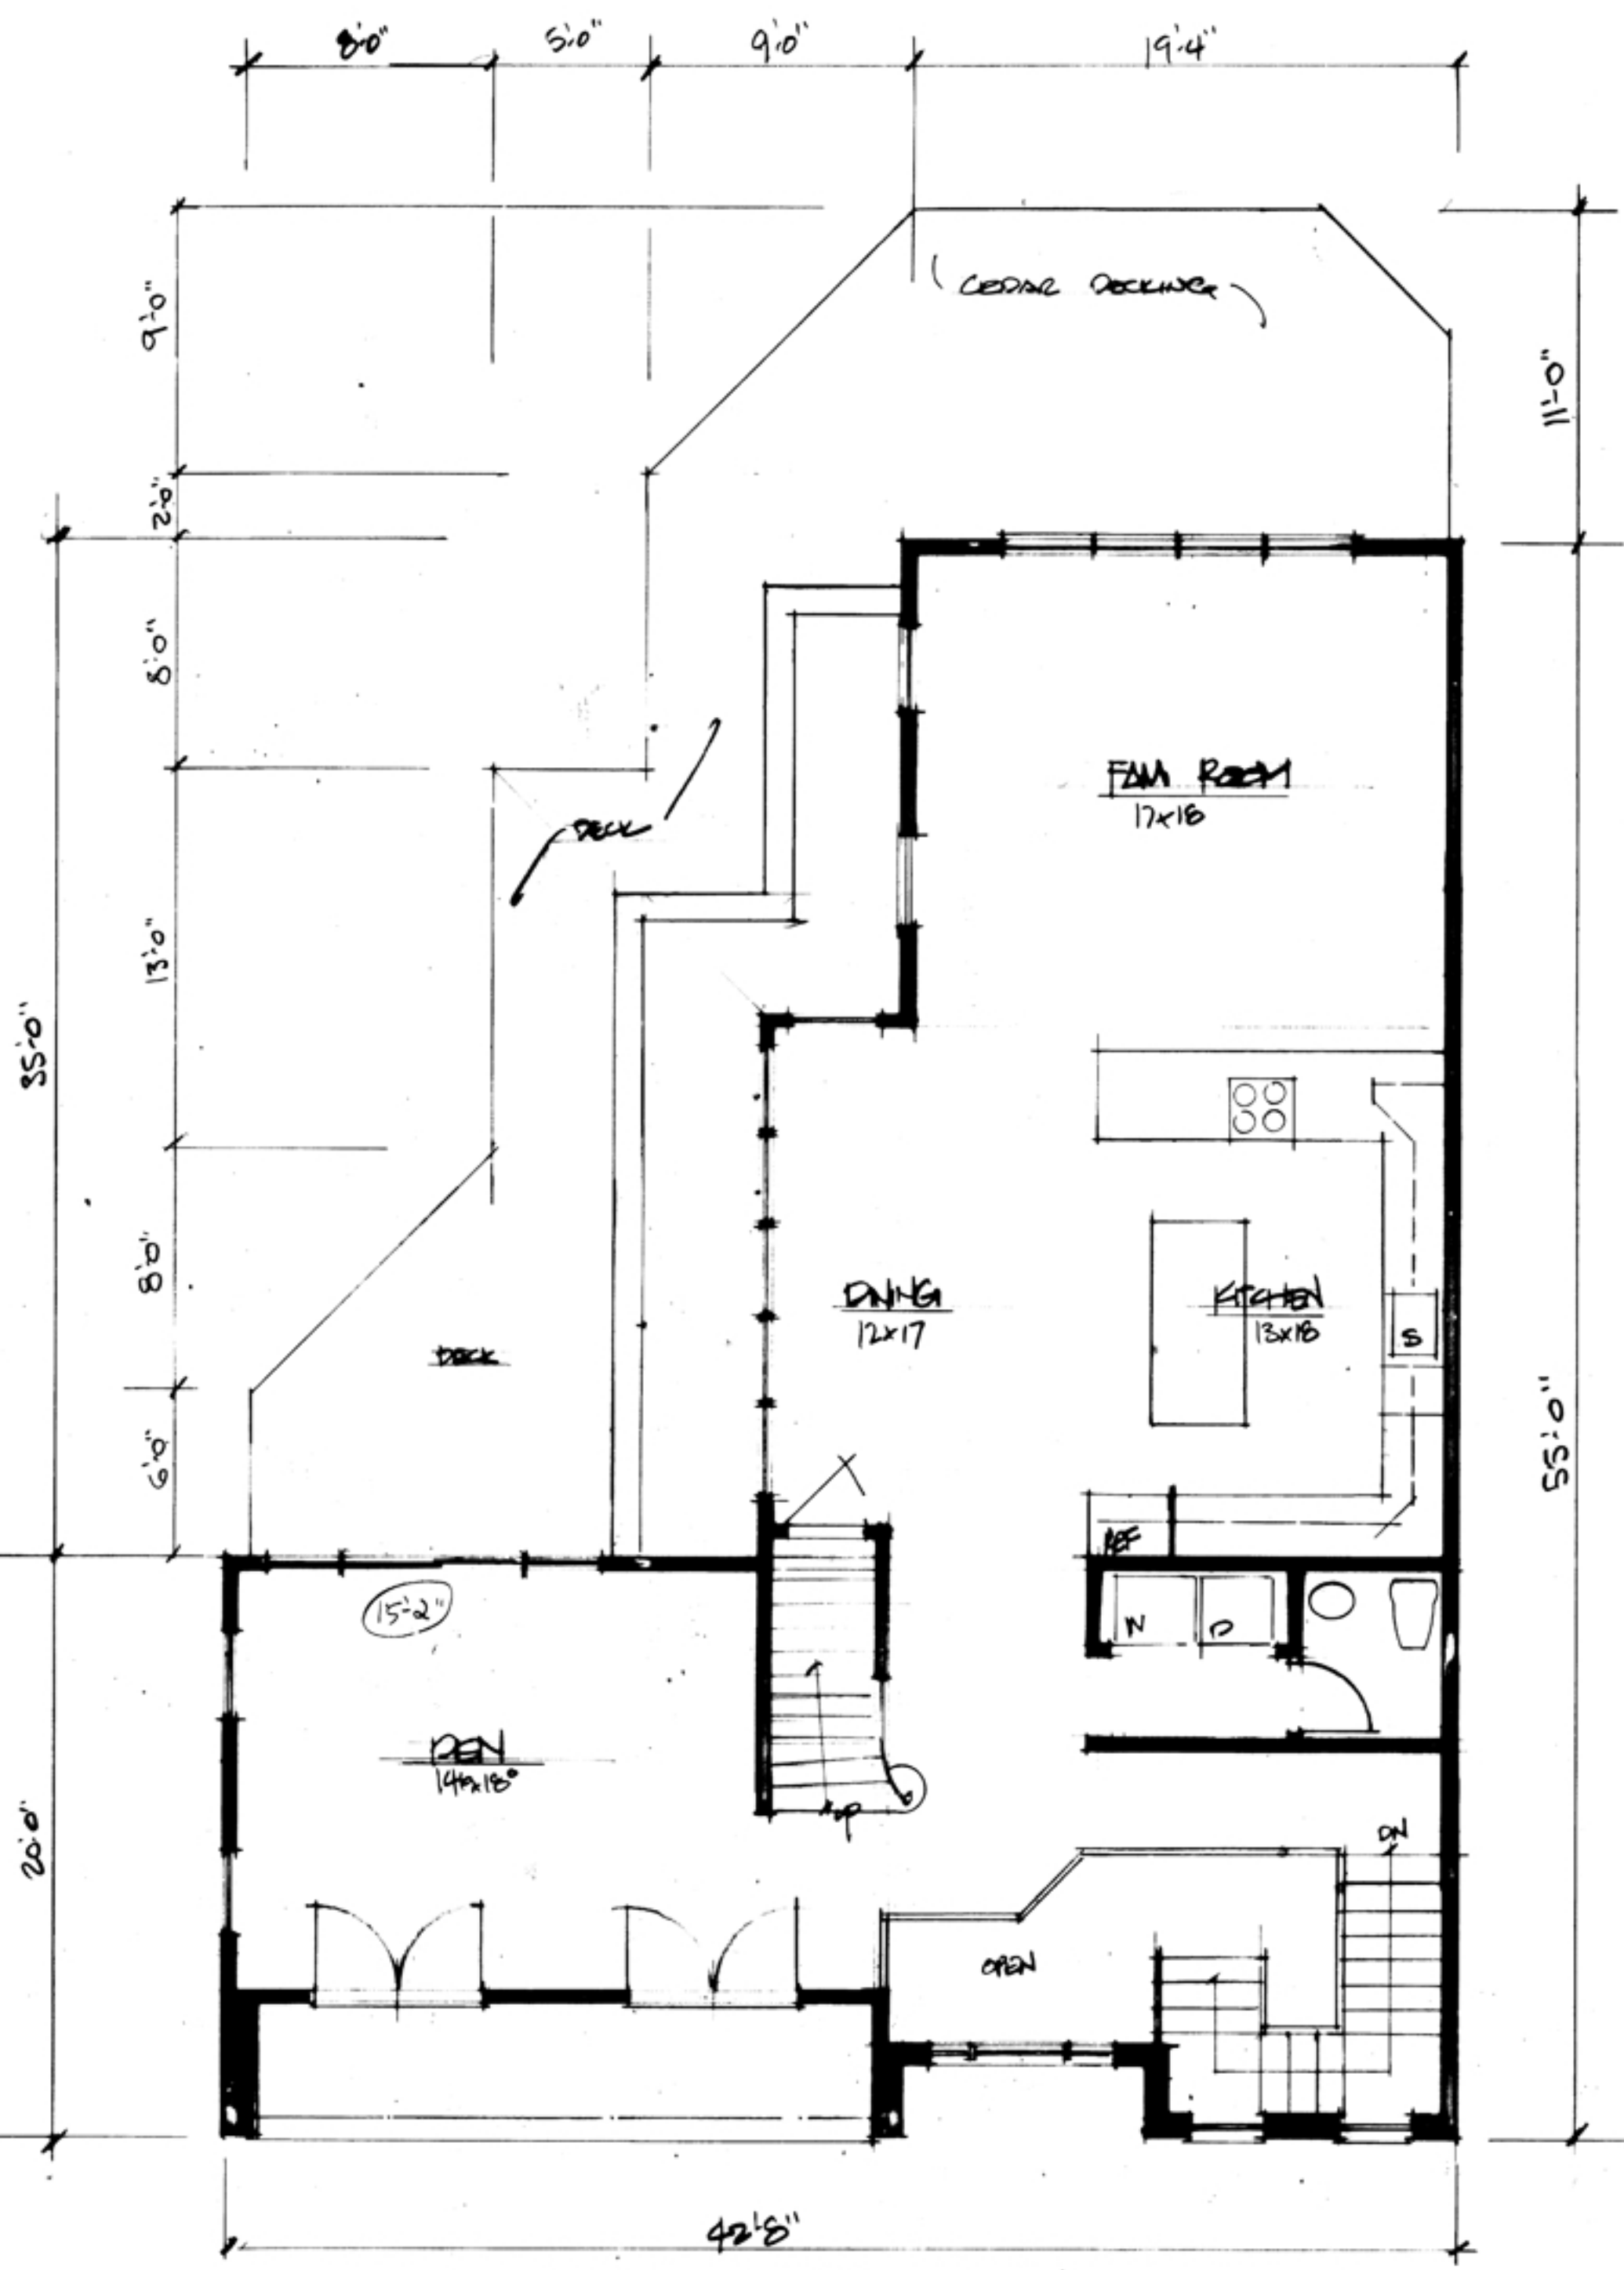 8'0"
5'0"
9'0"
19'4"
CEDAR DECKING
9'-0"
11'-0"
2'0"
8'0"
FAM ROOM
17x18
DECK
13'-0"
35'-0"
DINING
12x17
KITCHEN
13x18
S
8'0"
DECK
6'-0"
55'-0"
REF
15'-2"
W
D
DEN
UP
DN
20'0"
OPEN
42'8"